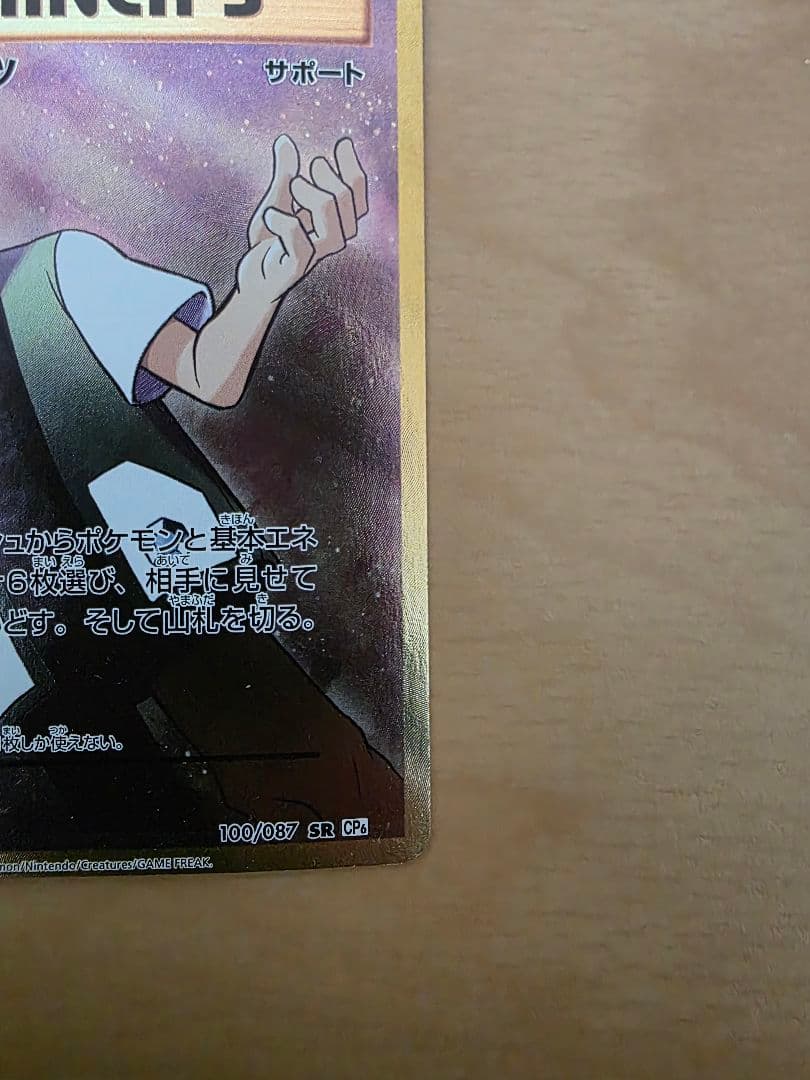 ツ サポート
ュからポケモンと基本エネ
6枚選び、相手に見せて
どす。そして山札を切る。
枚しか使えない。
100/087 SR CP6
mon/Nintendo/Creatures/GAME FREAK.